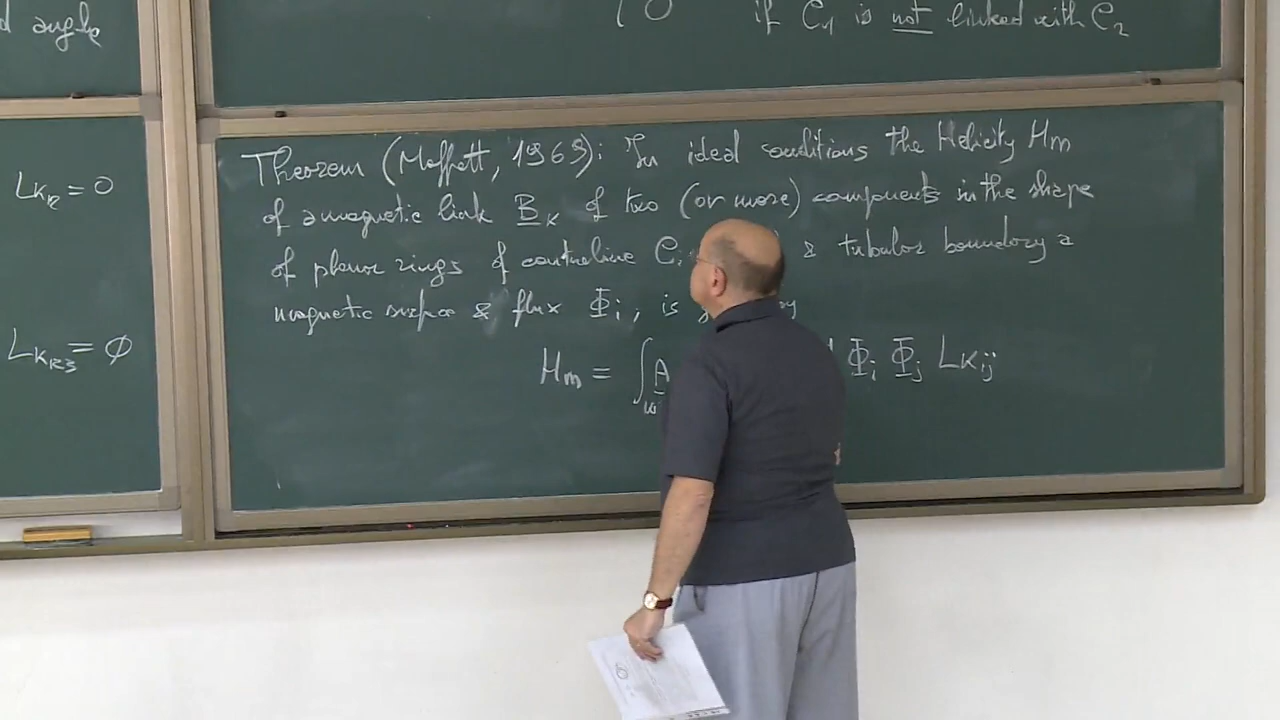 d angle
Lk₁₂ = 0
Lk₁₂₃ = ∅
{ 0 if C₁ is not linked with C₂
Theorem (Moffatt, 1969): In ideal conditions the Helicity Hm
of a magnetic link B_K of two (or more) components in the shape
of planar rings of centreline Cᵢ & tubular boundary a
magnetic surface & flux Φᵢ, is
Hm = ∫ A Φᵢ Φⱼ Lkᵢⱼ